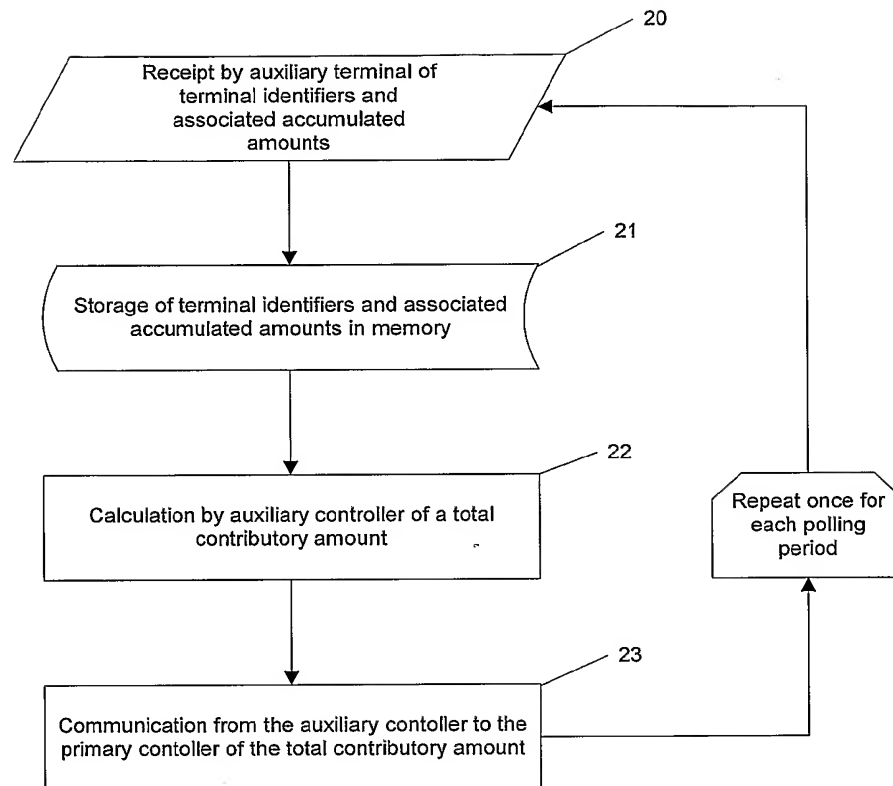 20
Receipt by auxiliary terminal of
terminal identifiers and
associated accumulated
amounts
21
Storage of terminal identifiers and associated
accumulated amounts in memory
22
Calculation by auxiliary controller of a total
contributory amount
Repeat once for
each polling
period
23
Communication from the auxiliary contoller to the
primary contoller of the total contributory amount